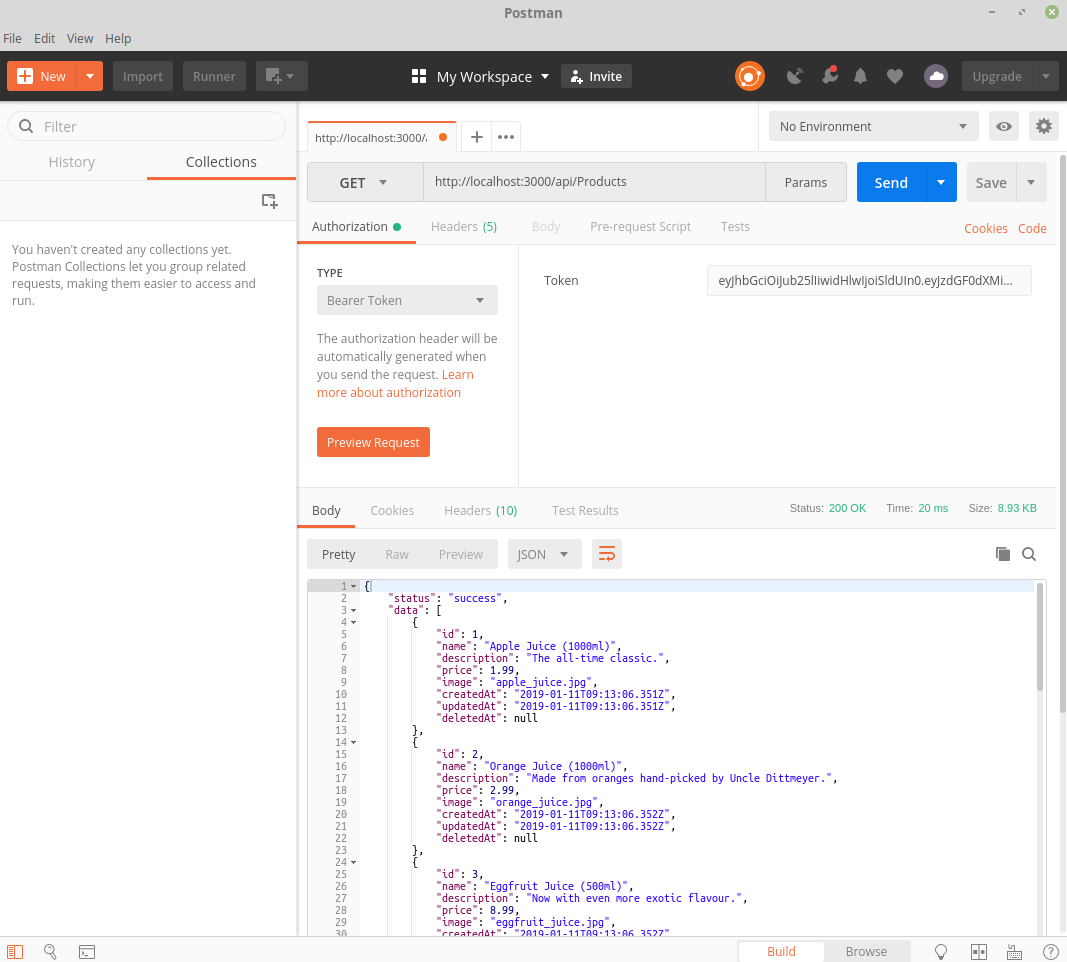 Postman
File Edit View Help
New Import Runner My Workspace Invite Upgrade
Filter
History Collections
You haven't created any collections yet.
Postman Collections let you group related
requests, making them easier to access and
run.
http://localhost:3000/
No Environment
GET http://localhost:3000/api/Products Params Send Save
Authorization Headers (5) Body Pre-request Script Tests Cookies Code
TYPE
Bearer Token
The authorization header will be
automatically generated when
you send the request. Learn
more about authorization
Preview Request
Token eyJhbGciOiJub25lIiwidHlwIjoiSldUIn0.eyJzdGF0dXMi...
Body Cookies Headers (10) Test Results Status: 200 OK Time: 20 ms Size: 8.93 KB
Pretty Raw Preview JSON
1 {
2 "status": "success",
3 "data": [
4 {
5 "id": 1,
6 "name": "Apple Juice (1000ml)",
7 "description": "The all-time classic.",
8 "price": 1.99,
9 "image": "apple_juice.jpg",
10 "createdAt": "2019-01-11T09:13:06.351Z",
11 "updatedAt": "2019-01-11T09:13:06.351Z",
12 "deletedAt": null
13 },
14 {
15 "id": 2,
16 "name": "Orange Juice (1000ml)",
17 "description": "Made from oranges hand-picked by Uncle Dittmeyer.",
18 "price": 2.99,
19 "image": "orange_juice.jpg",
20 "createdAt": "2019-01-11T09:13:06.352Z",
21 "updatedAt": "2019-01-11T09:13:06.352Z",
22 "deletedAt": null
23 },
24 {
25 "id": 3,
26 "name": "Eggfruit Juice (500ml)",
27 "description": "Now with even more exotic flavour.",
28 "price": 8.99,
29 "image": "eggfruit_juice.jpg",
30 "createdAt": "2019-01-11T09:13:06.352Z",
Build Browse